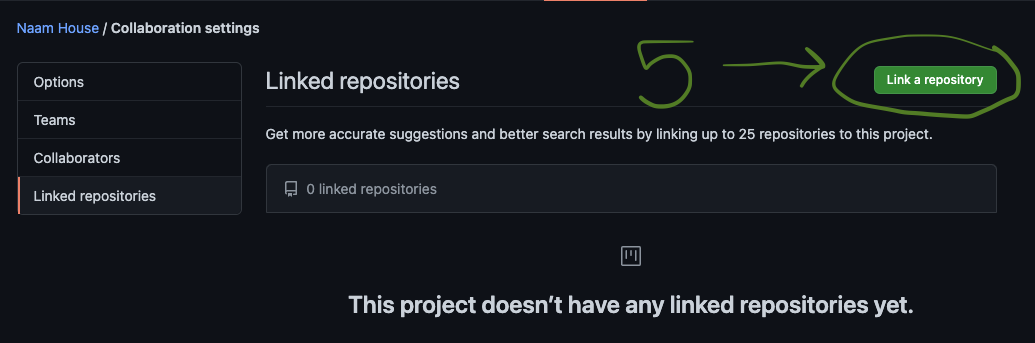 Naam House / Collaboration settings
Options
Teams
Collaborators
Linked repositories
Linked repositories
5
Link a repository
Get more accurate suggestions and better search results by linking up to 25 repositories to this project.
0 linked repositories
This project doesn’t have any linked repositories yet.